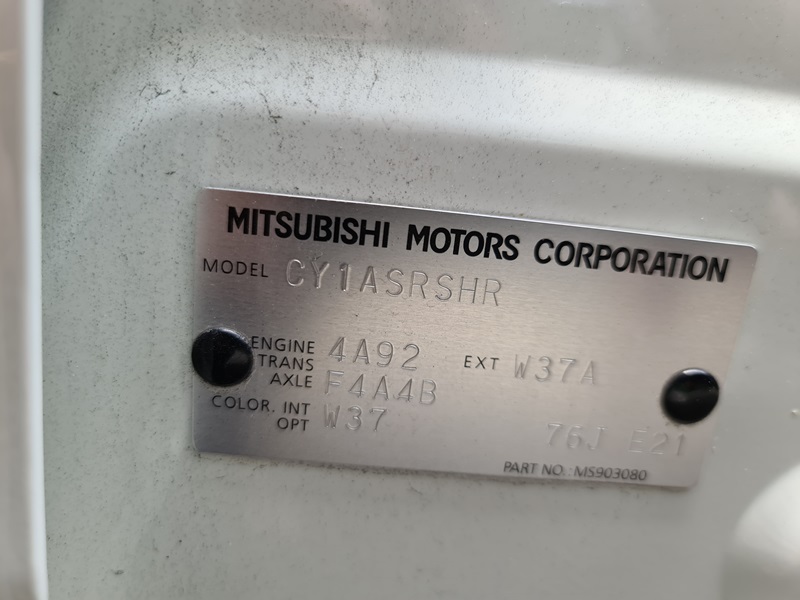 MITSUBISHI MOTORS CORPORATION
MODEL CY1ASRSHR
ENGINE 4A92 EXT W37A
TRANS AXLE F4A4B
COLOR. INT W37
OPT 76J E21
PART NO.: MS903080